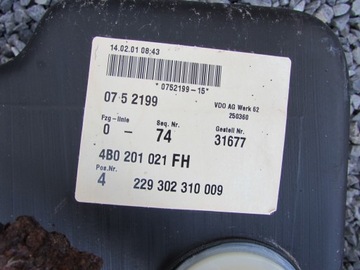 14.02.01 08:43
*0752199-15*
07 5 2199
VDO AG Werk 62
250360
Fzg-linie Seq. Nr. Gestell Nr.
0 - 74 31677
4B0 201 021 FH
Pos.Nr.
4 229 302 310 009